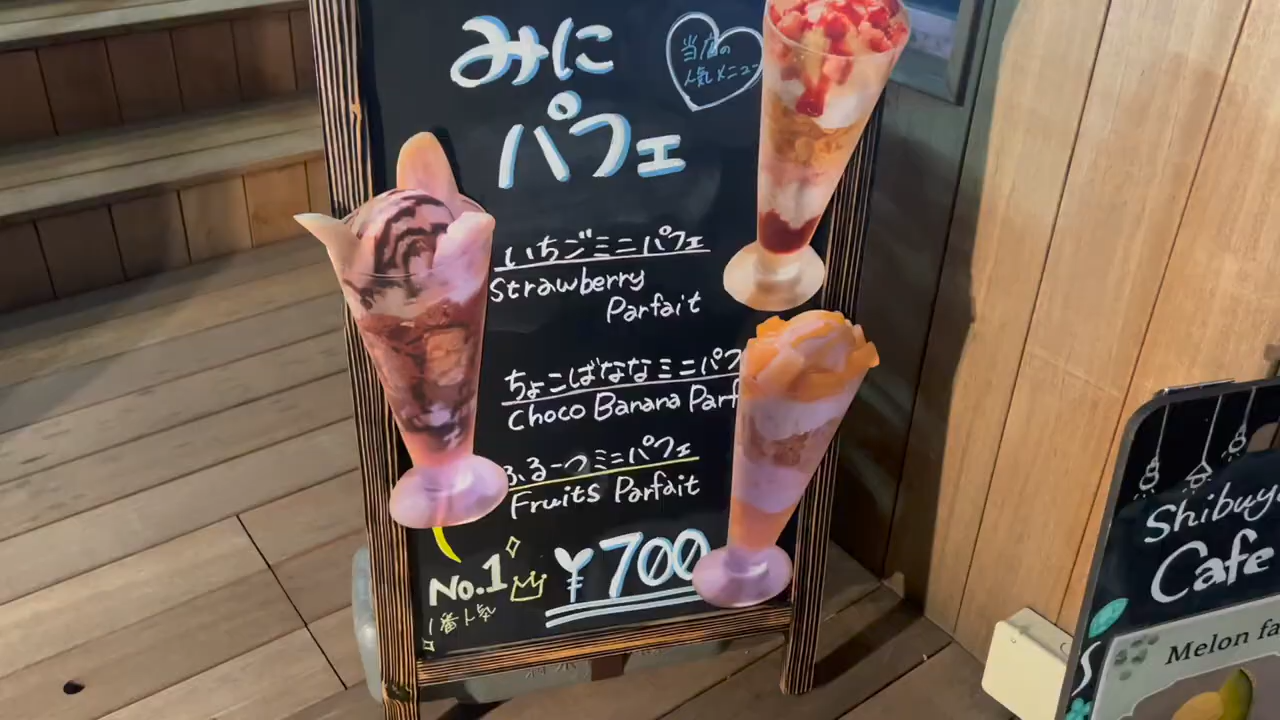 みに
パフェ
当店の
人気メニュー
いちごミニパフェ
Strawberry
Parfait
ちょこばななミニパフ
Choco Banana Parf
ふるーつミニパフェ
Fruits Parfait
No.1
1番人気
¥700
Shibuya
Cafe
Melon fa